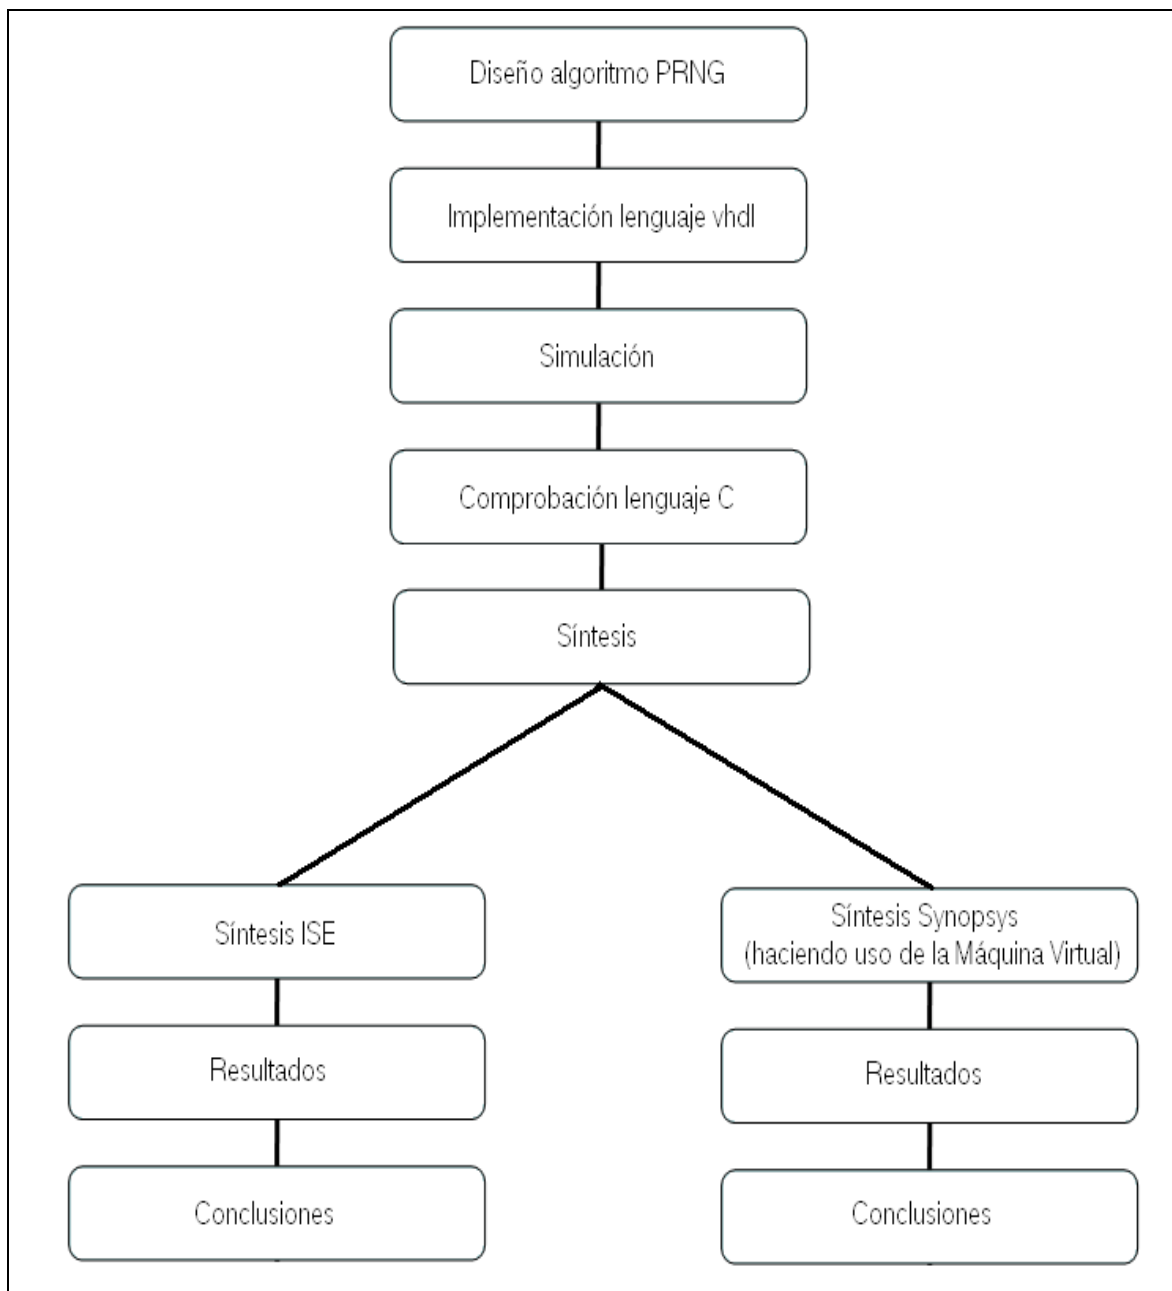 Diseño algoritmo PRNG
Implementación lenguaje vhdl
Simulación
Comprobación lenguaje C
Síntesis
Síntesis ISE
Resultados
Conclusiones
Síntesis Synopsys
(haciendo uso de la Máquina Virtual)
Resultados
Conclusiones